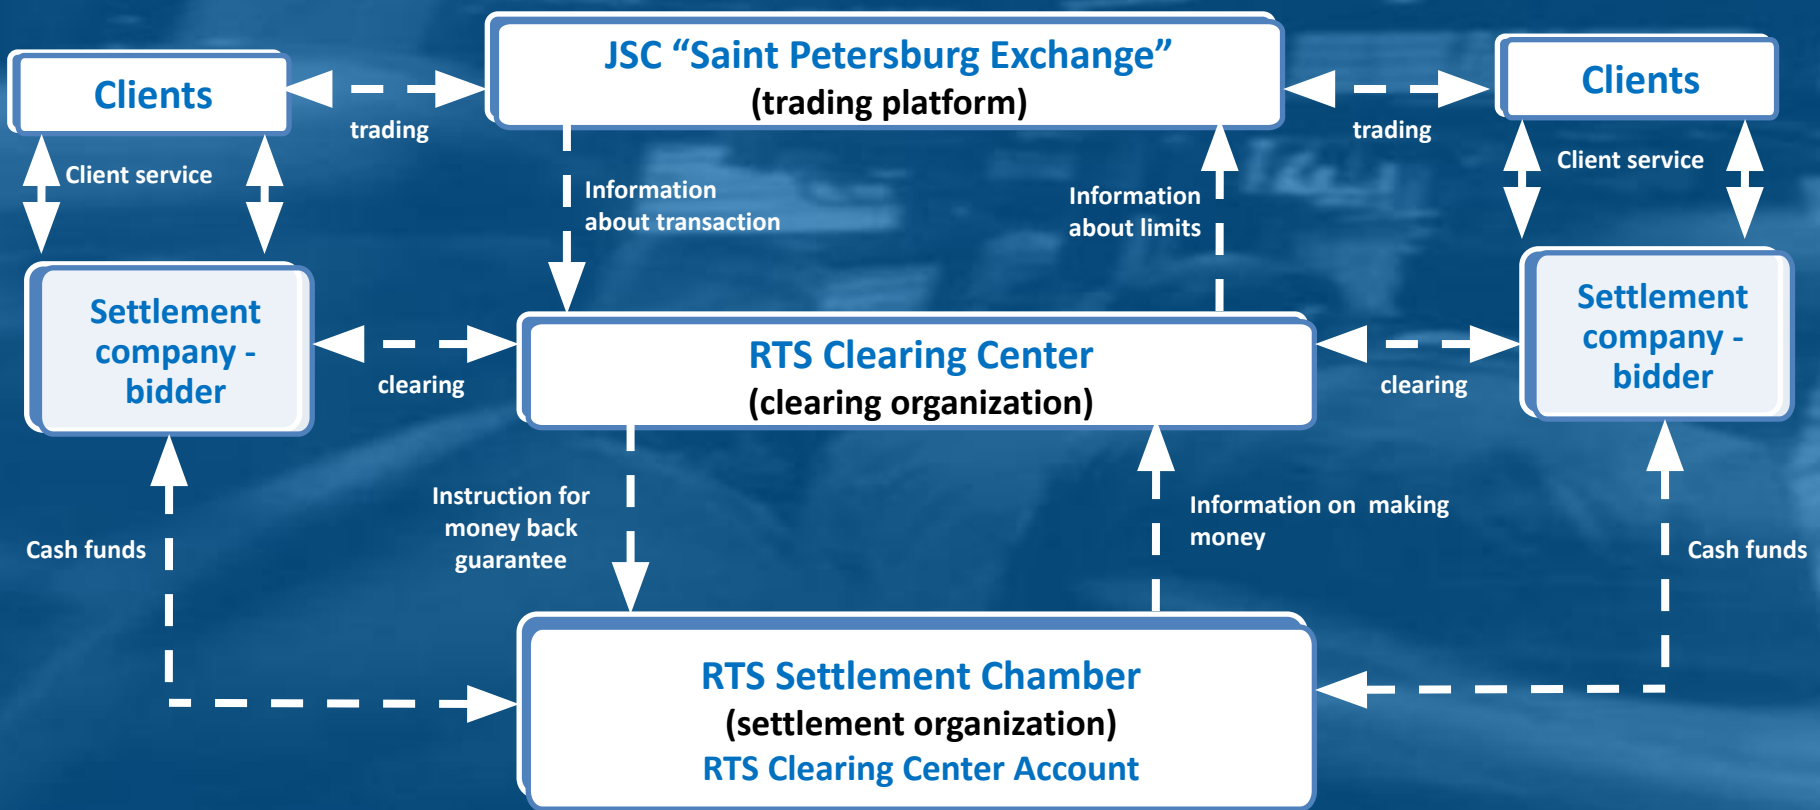 JSC “Saint Petersburg Exchange”
(trading platform)
Clients
Clients
trading
trading
Client service
Client service
Information
about transaction
Information
about limits
Settlement
company -
bidder
Settlement
company -
bidder
RTS Clearing Center
(clearing organization)
clearing
clearing
Instruction for
money back
guarantee
Information on making
money
Cash funds
Cash funds
RTS Settlement Chamber
(settlement organization)
RTS Clearing Center Account